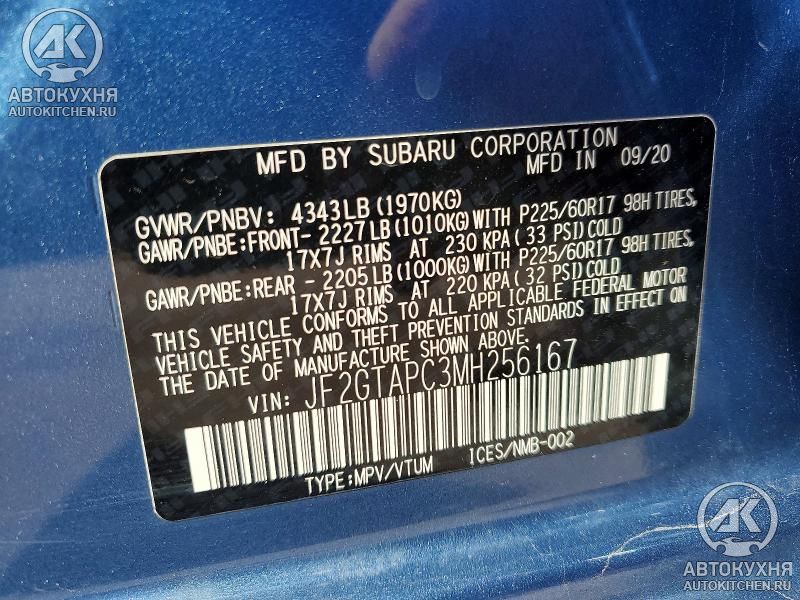 AK
АВТОКУХНЯ
AUTOKITCHEN.RU
MFD BY SUBARU CORPORATION
MFD IN 09/20
GVWR/PNBV: 4343LB(1970KG)
GAWR/PNBE:FRONT-2227LB(1010KG)WITH P225/60R17 98H TIRES,
17X7J RIMS AT 230 KPA(33 PSI)COLD
GAWR/PNBE:REAR -2205LB(1000KG)WITH P225/60R17 98H TIRES,
17X7J RIMS AT 220 KPA(32 PSI)COLD
THIS VEHICLE CONFORMS TO ALL APPLICABLE FEDERAL MOTOR
VEHICLE SAFETY AND THEFT PREVENTION STANDARDS IN EFFECT ON
THE DATE OF MANUFACTURE SHOWN ABOVE.
VIN: JF2GTAPC3MH256167
TYPE:MPV/VTUM ICES/NMB-002
AK
АВТОКУХНЯ
AUTOKITCHEN.RU